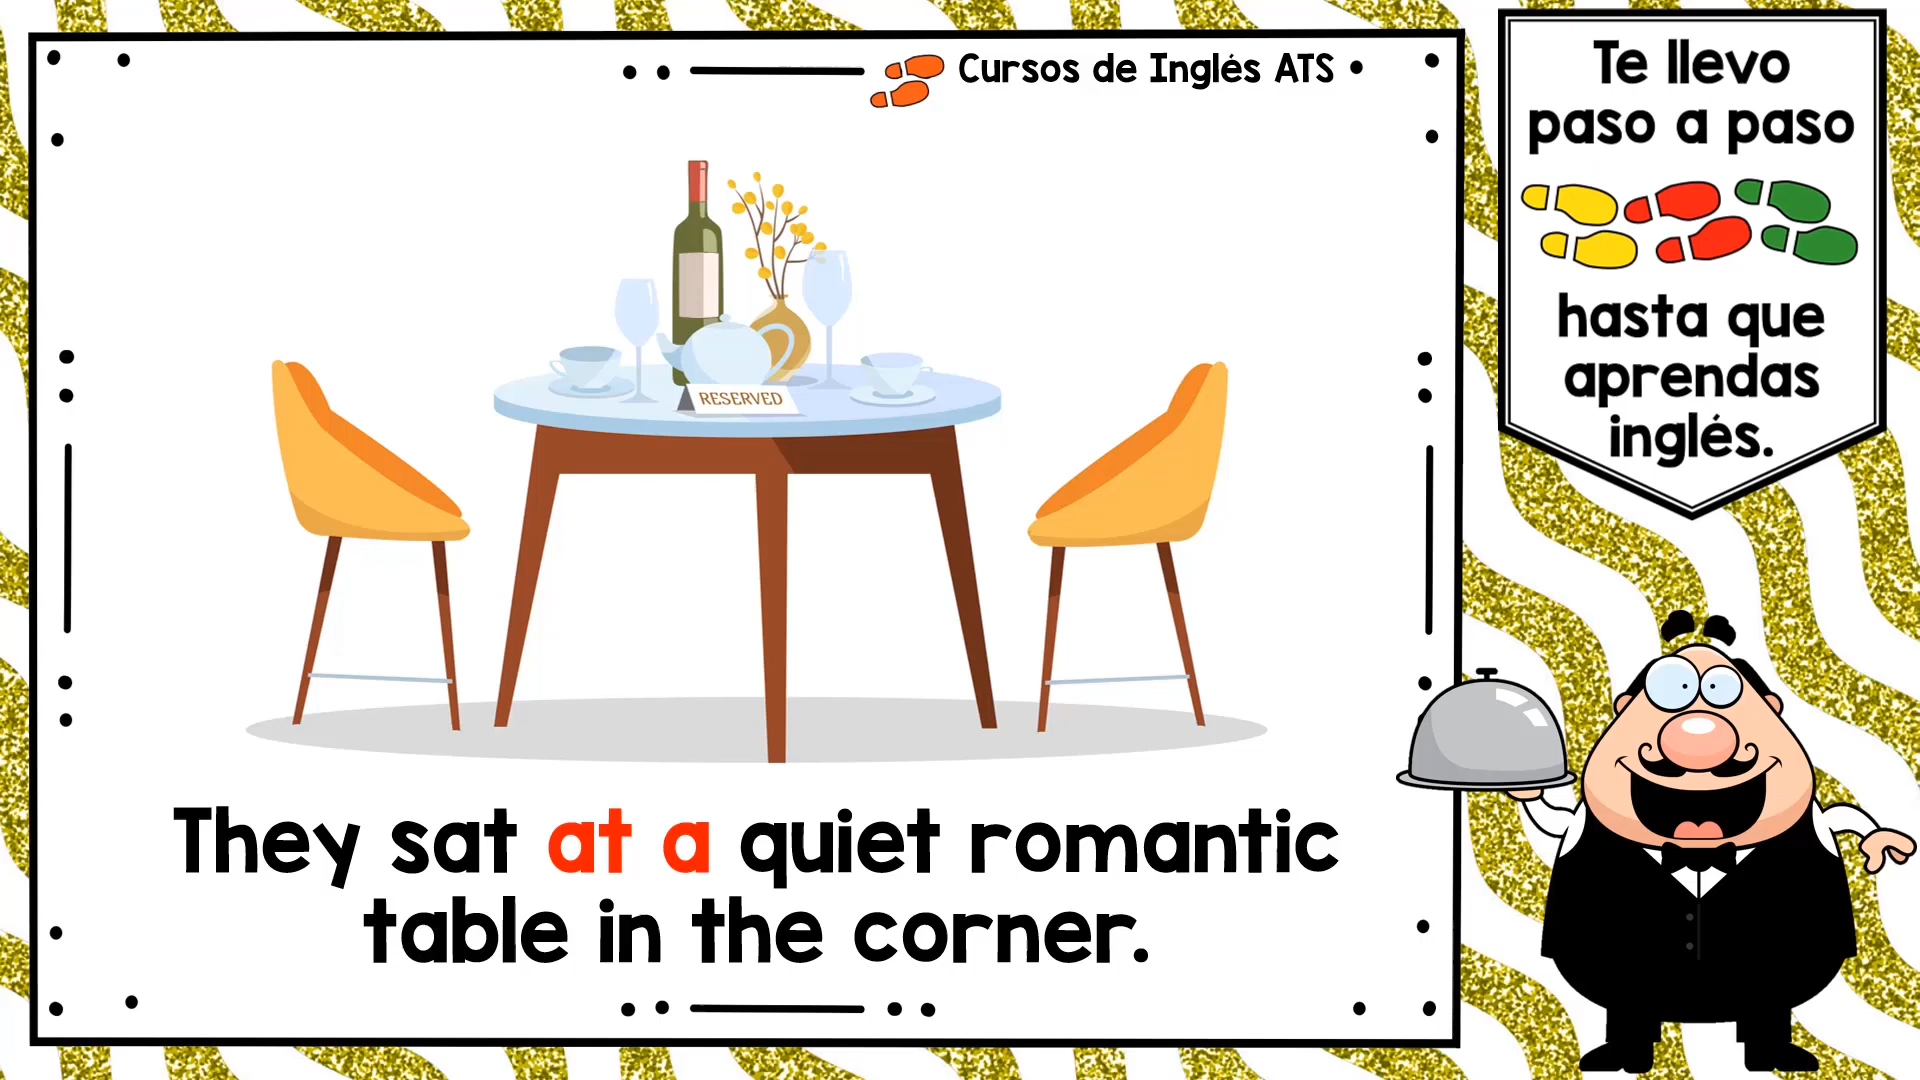 Cursos de Inglés ATS
RESERVED
They sat at a quiet romantic
table in the corner.
Te llevo
paso a paso
hasta que
aprendas
inglés.